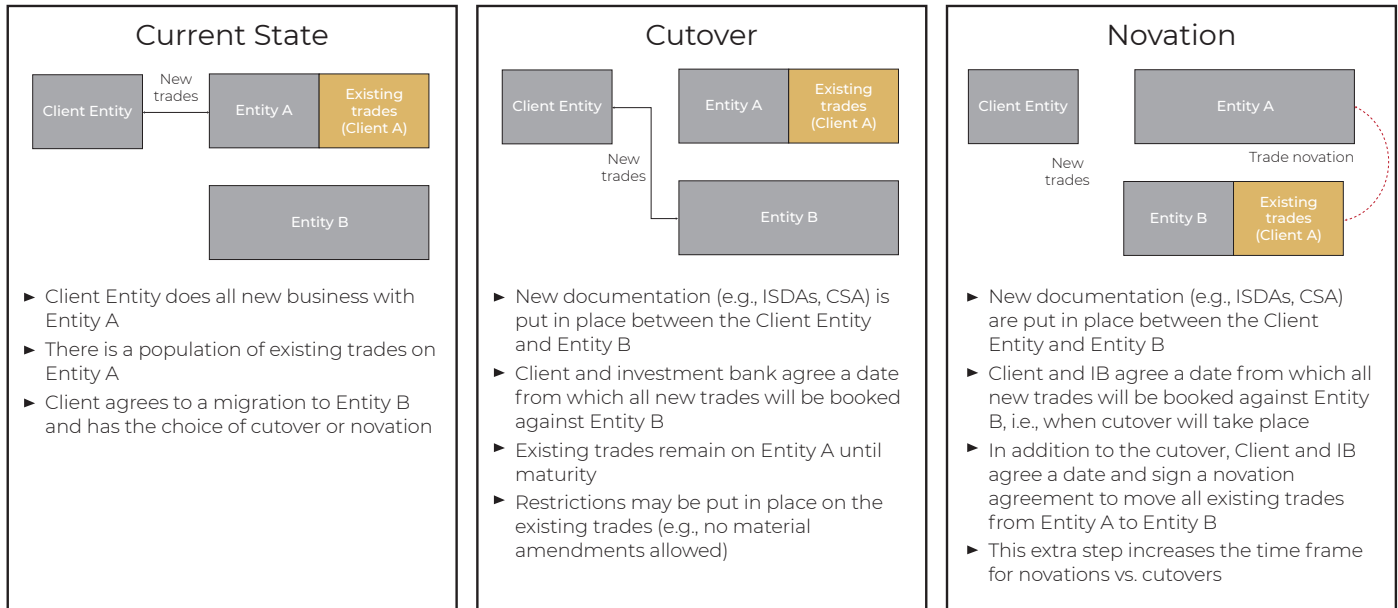 Current State
New
trades
Client Entity
Entity A
Existing
trades
(Client A)
Entity B
► Client Entity does all new business with
Entity A
► There is a population of existing trades on
Entity A
► Client agrees to a migration to Entity B
and has the choice of cutover or novation
Cutover
Client Entity
Entity A
Existing
trades
(Client A)
New
trades
Entity B
► New documentation (e.g., ISDAs, CSA) is
put in place between the Client Entity
and Entity B
► Client and investment bank agree a date
from which all new trades will be booked
against Entity B
► Existing trades remain on Entity A until
maturity
► Restrictions may be put in place on the
existing trades (e.g., no material
amendments allowed)
Novation
Client Entity
Entity A
New
trades
Trade novation
Entity B
Existing
trades
(Client A)
► New documentation (e.g., ISDAs, CSA)
are put in place between the Client
Entity and Entity B
► Client and IB agree a date from which all
new trades will be booked against Entity
B, i.e., when cutover will take place
► In addition to the cutover, Client and IB
agree a date and sign a novation
agreement to move all existing trades
from Entity A to Entity B
► This extra step increases the time frame
for novations vs. cutovers